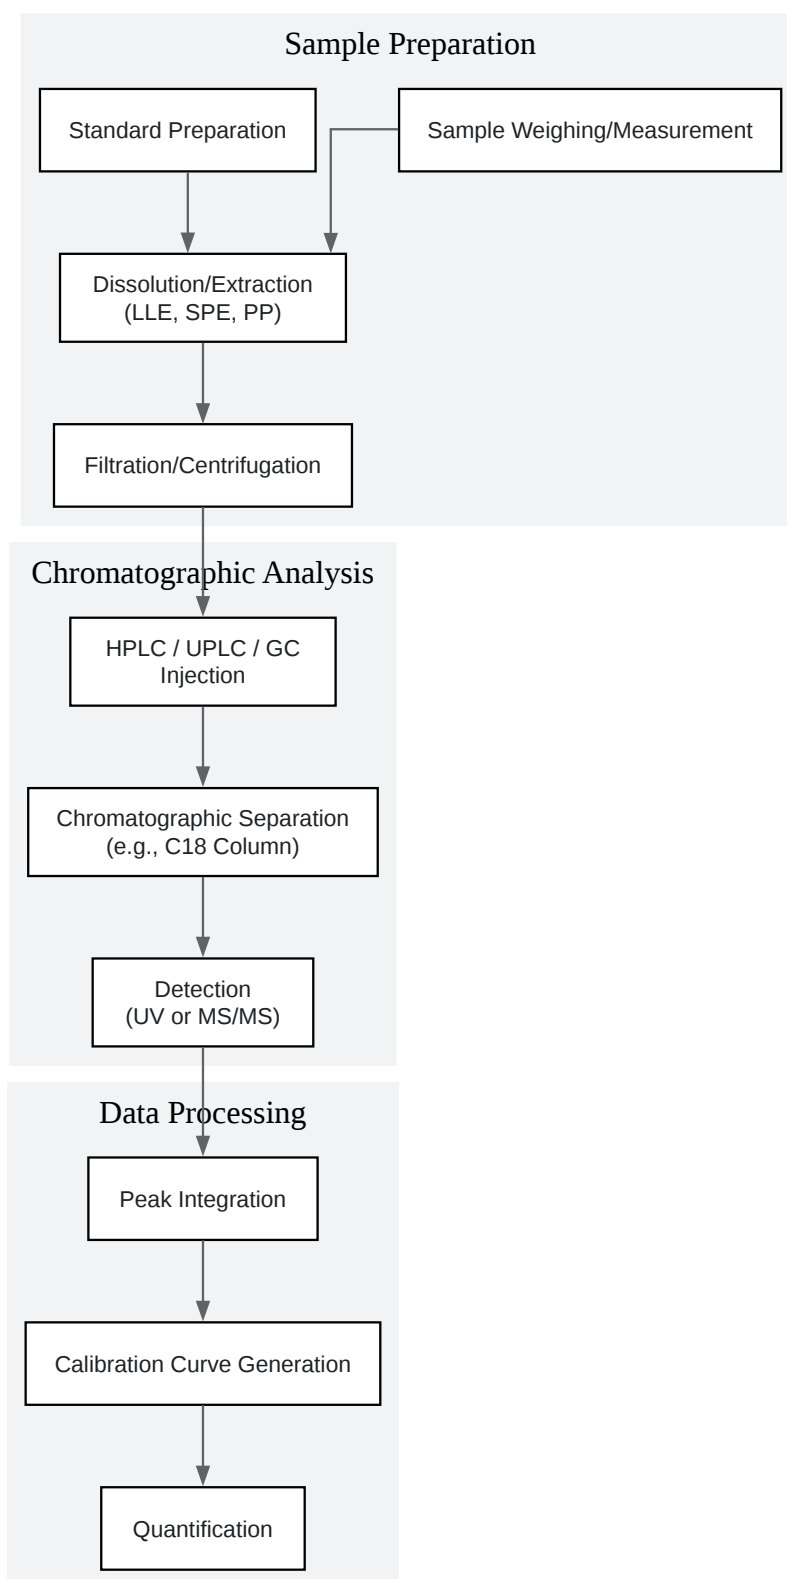 Sample Preparation
Standard Preparation
Sample Weighing/Measurement
Dissolution/Extraction
(LLE, SPE, PP)
Filtration/Centrifugation
Chromatographic Analysis
HPLC / UPLC / GC
Injection
Chromatographic Separation
(e.g., C18 Column)
Detection
(UV or MS/MS)
Data Processing
Peak Integration
Calibration Curve Generation
Quantification